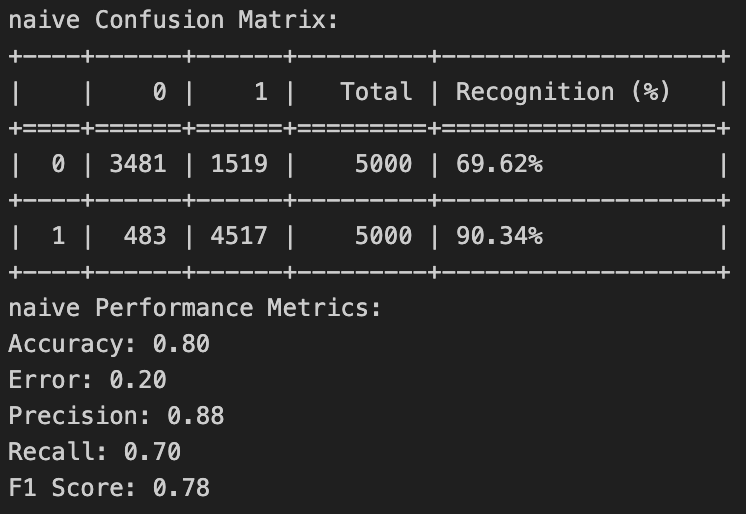 naive Confusion Matrix:
+----+------+------+---------+-------------------+
|    |    0 |    1 |   Total | Recognition (%)   |
+====+======+======+=========+===================+
|  0 | 3481 | 1519 |    5000 | 69.62%            |
+----+------+------+---------+-------------------+
|  1 |  483 | 4517 |    5000 | 90.34%            |
+----+------+------+---------+-------------------+
naive Performance Metrics:
Accuracy: 0.80
Error: 0.20
Precision: 0.88
Recall: 0.70
F1 Score: 0.78